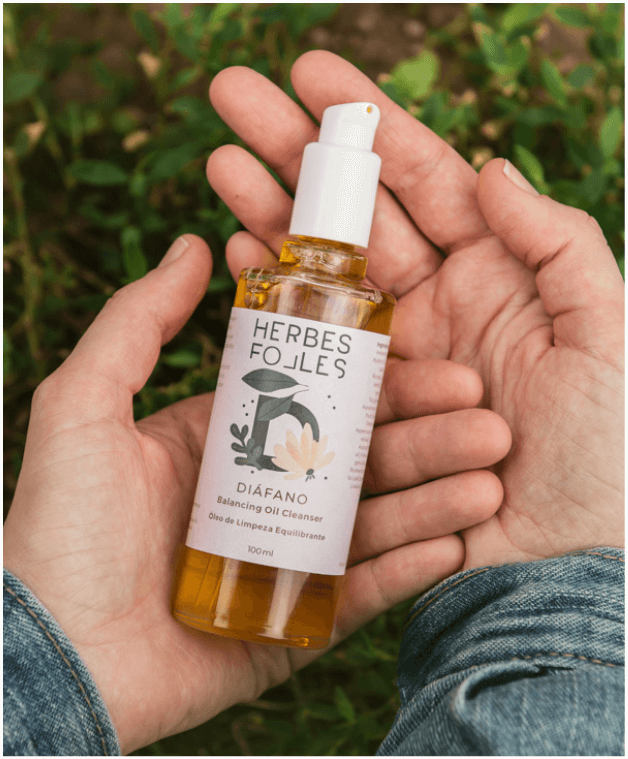 HERBES
FOLLES
DIÁFANO
Balancing Oil Cleanser
Óleo de Limpeza Equilibrante
100ml